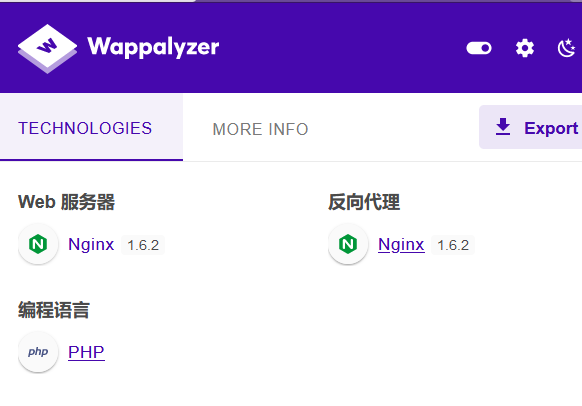 W Wappalyzer
TECHNOLOGIES MORE INFO Export
Web 服务器
Nginx 1.6.2
反向代理
Nginx 1.6.2
编程语言
php PHP